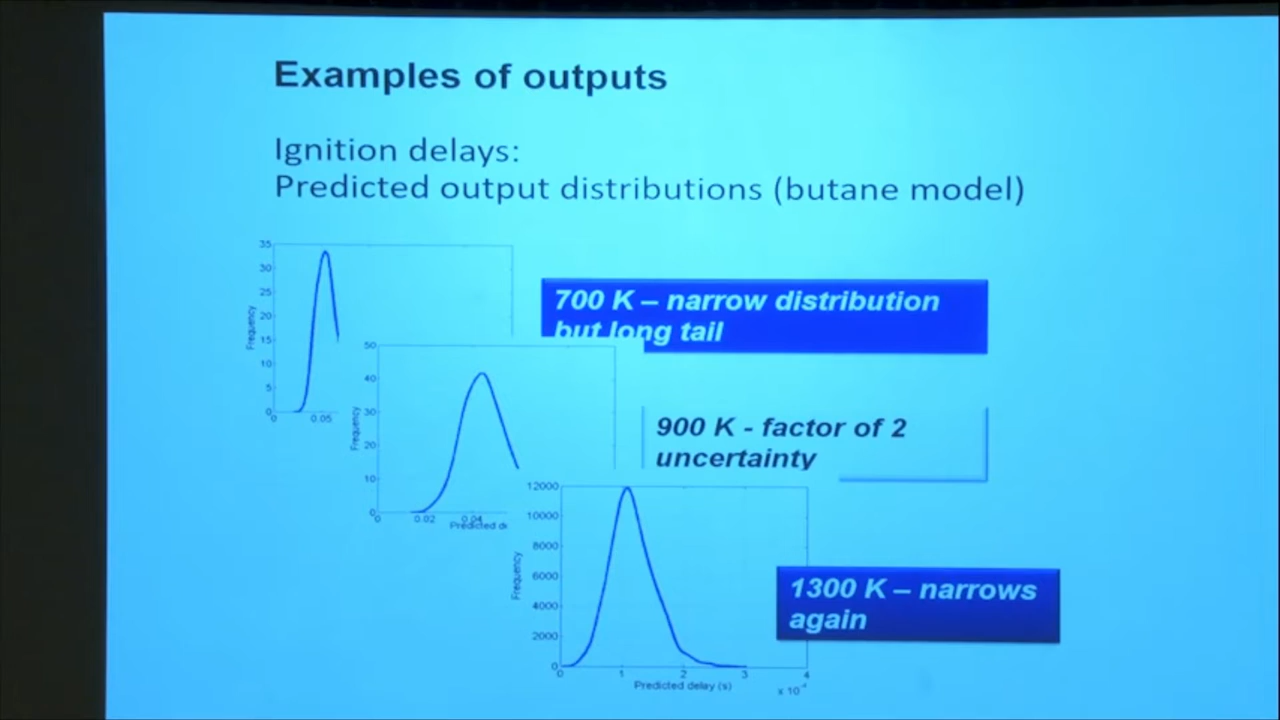 Examples of outputs
Ignition delays:
Predicted output distributions (butane model)
35
30
25
20
15
10
5
0
Frequency
0
0.05
700 K – narrow distribution
but long tail
50
40
30
20
10
0
Frequency
0
0.02
0.04
Predicted
900 K - factor of 2
uncertainty
12000
10000
8000
6000
4000
2000
0
Frequency
0
1
2
3
4
Predicted delay (s)
1300 K – narrows
again